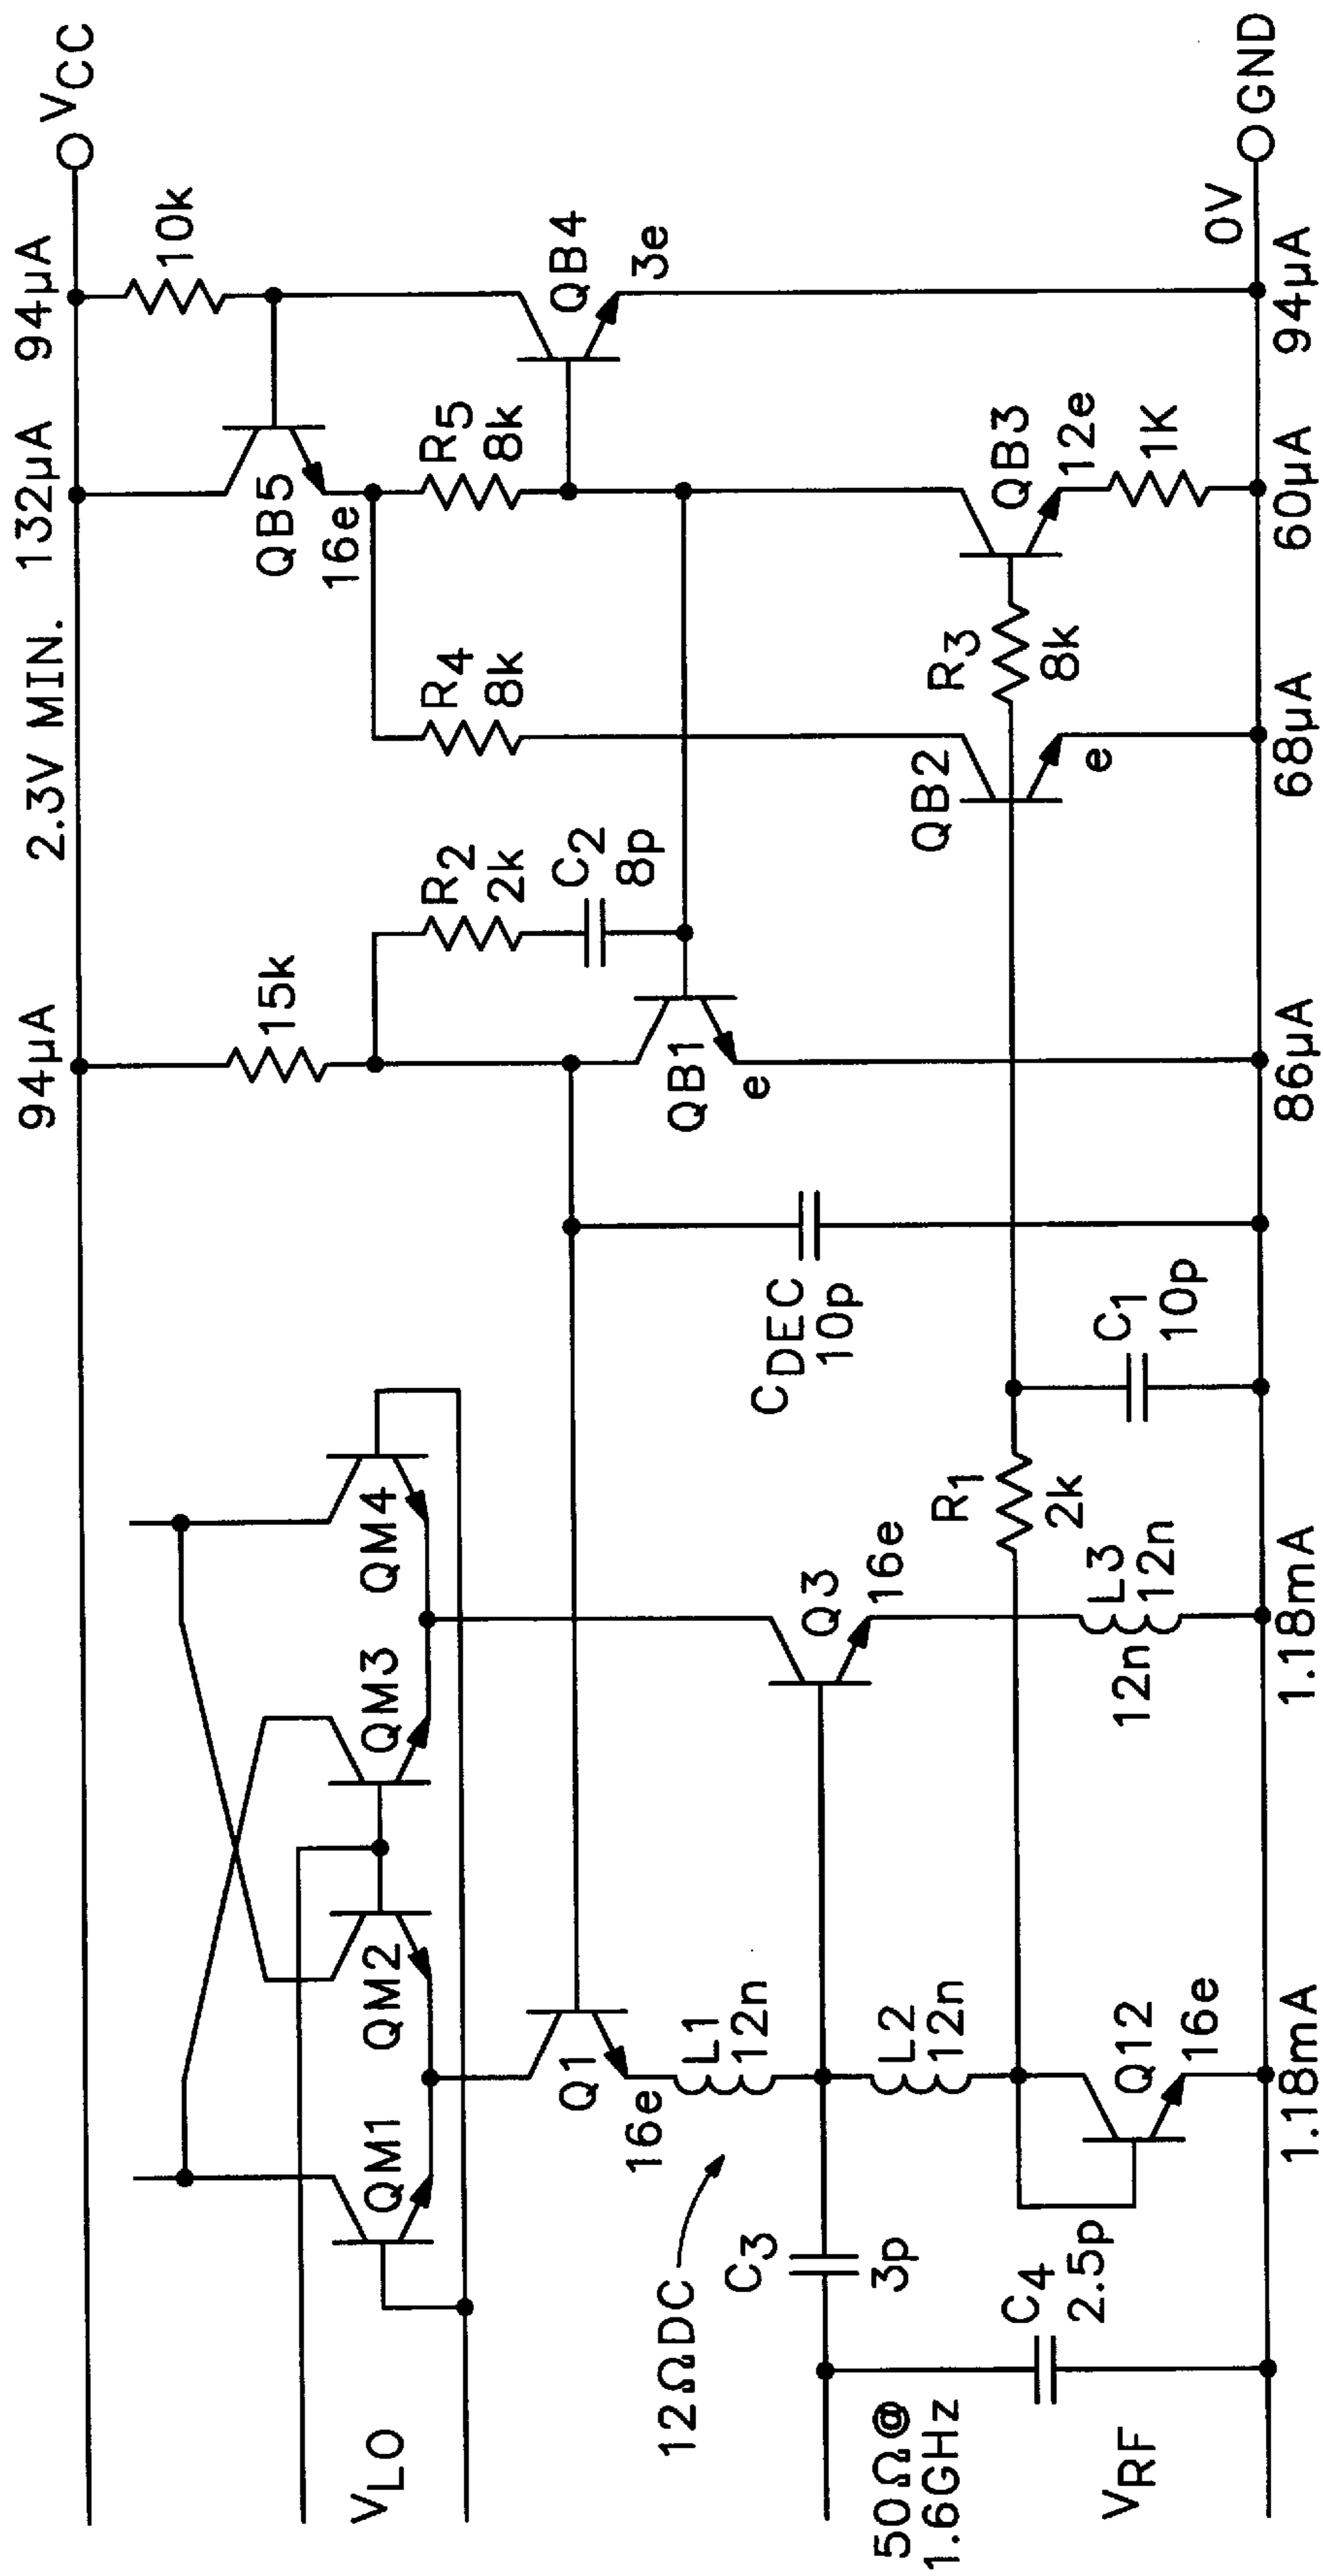 94μA
2.3V MIN.
132μA
94μA
VCC
15k
10k
QM1
QM2
QM3
QM4
VLO
R2
2k
C2
8p
R4
8k
QB5
16e
R5
8k
QB4
3e
QB1
e
Q1
16e
L1
12n
12ΩDC
C3
3p
50Ω@
1.6GHz
L2
12n
Q3
16e
CDEC
10p
R1
2k
QB2
e
R3
8k
QB3
12e
1K
C4
2.5p
VRF
Q12
16e
12n
L3
12n
C1
10p
0V
GND
1.18mA
1.18mA
86μA
68μA
60μA
94μA